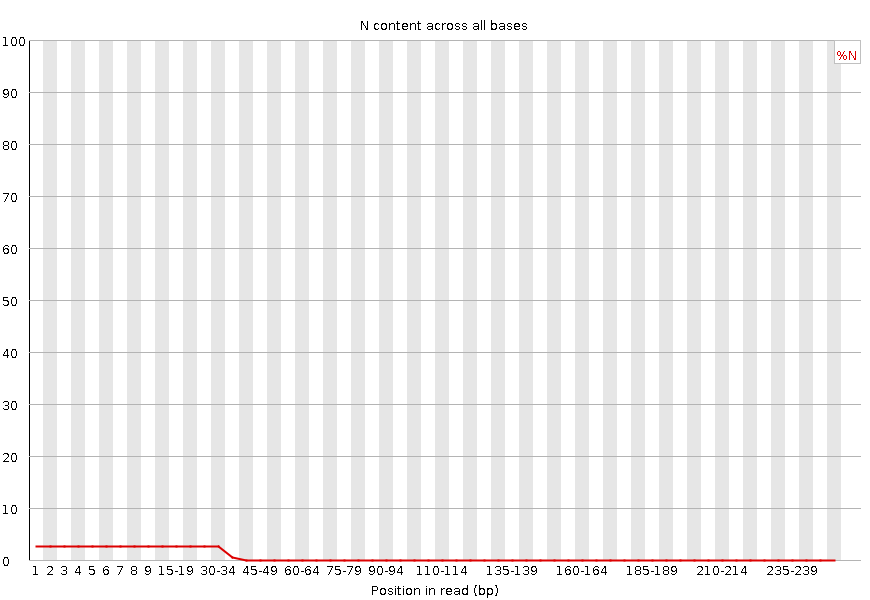 N content across all bases
%N
100
90
80
70
60
50
40
30
20
10
0
1 2 3 4 5 6 7 8 9 15-19 30-34 45-49 60-64 75-79 90-94 110-114 135-139 160-164 185-189 210-214 235-239
Position in read (bp)